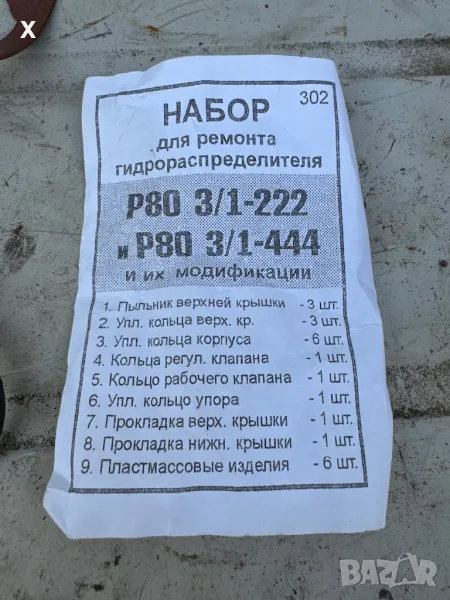 X
302
НАБОР
для ремонта
гидрораспределителя
Р80 3/1-222
и Р80 3/1-444
и их модификации
1. Пыльник верхней крышки - 3 шт.
2. Упл. кольца верх. кр. - 3 шт.
3. Упл. кольца корпуса - 6 шт.
4. Кольца регул. клапана - 1 шт.
5. Кольцо рабочего клапана - 1 шт.
6. Упл. кольцо упора - 1 шт.
7. Прокладка верх. крышки - 1 шт.
8. Прокладка нижн. крышки - 1 шт.
9. Пластмассовые изделия - 6 шт.
BAZAR